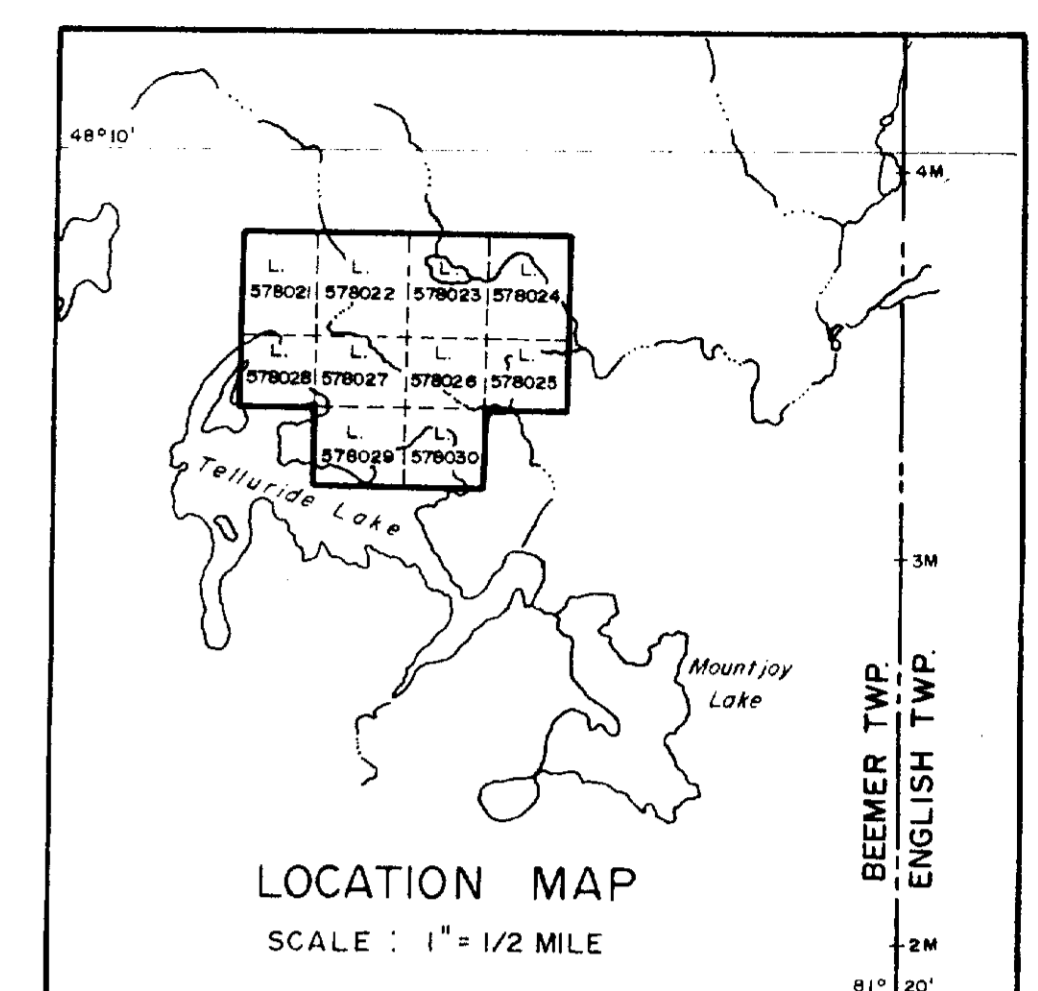 48°10'
4M
L. L. L. L.
578021 578022 578023 578024
L. L. L. L.
578028 578027 578026 578025
L. L.
578029 578030
Telluride Lake
3M
Mountjoy
Lake
BEEMER TWP.
ENGLISH TWP.
LOCATION MAP
SCALE : 1" = 1/2 MILE
2M
81° 20'